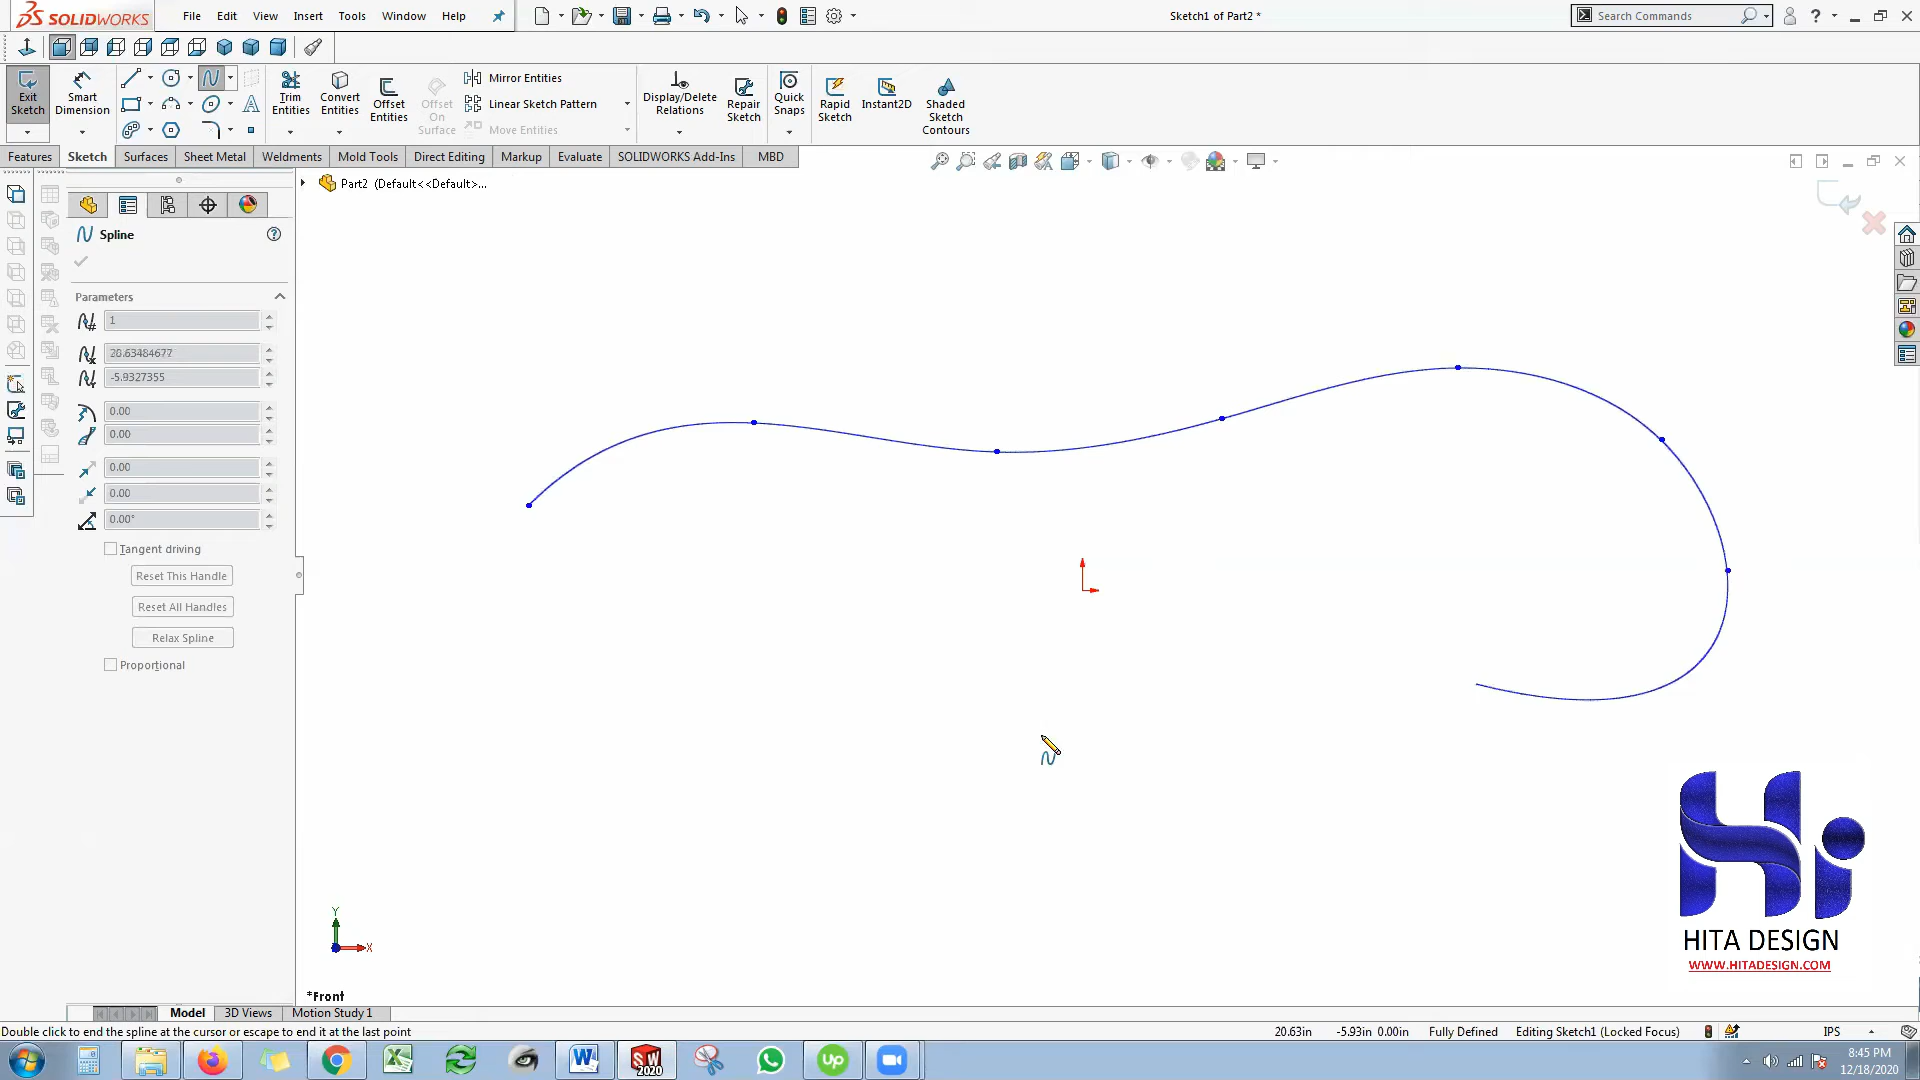 SOLIDWORKS File Edit View Insert Tools Window Help Sketch1 of Part2 * Search Commands
Exit Sketch
Smart Dimension
Trim Entities
Convert Entities
Offset Entities
Offset On Surface
Mirror Entities
Linear Sketch Pattern
Move Entities
Display/Delete Relations
Repair Sketch
Quick Snaps
Rapid Sketch
Instant2D
Shaded Sketch Contours
Features Sketch Surfaces Sheet Metal Weldments Mold Tools Direct Editing Markup Evaluate SOLIDWORKS Add-Ins MBD
Part2 (Default<<Default>...
Spline
Parameters
1
20.63484677
-5.9327355
0.00
0.00
0.00
0.00
0.00°
Tangent driving
Reset This Handle
Reset All Handles
Relax Spline
Proportional
Y
X
*Front
HITA DESIGN
WWW.HITADESIGN.COM
Model 3D Views Motion Study 1
Double click to end the spline at the cursor or escape to end it at the last point 20.63in -5.93in 0.00in Fully Defined Editing Sketch1 (Locked Focus) IPS
W
SW 2020
Up
8:45 PM
12/18/2020